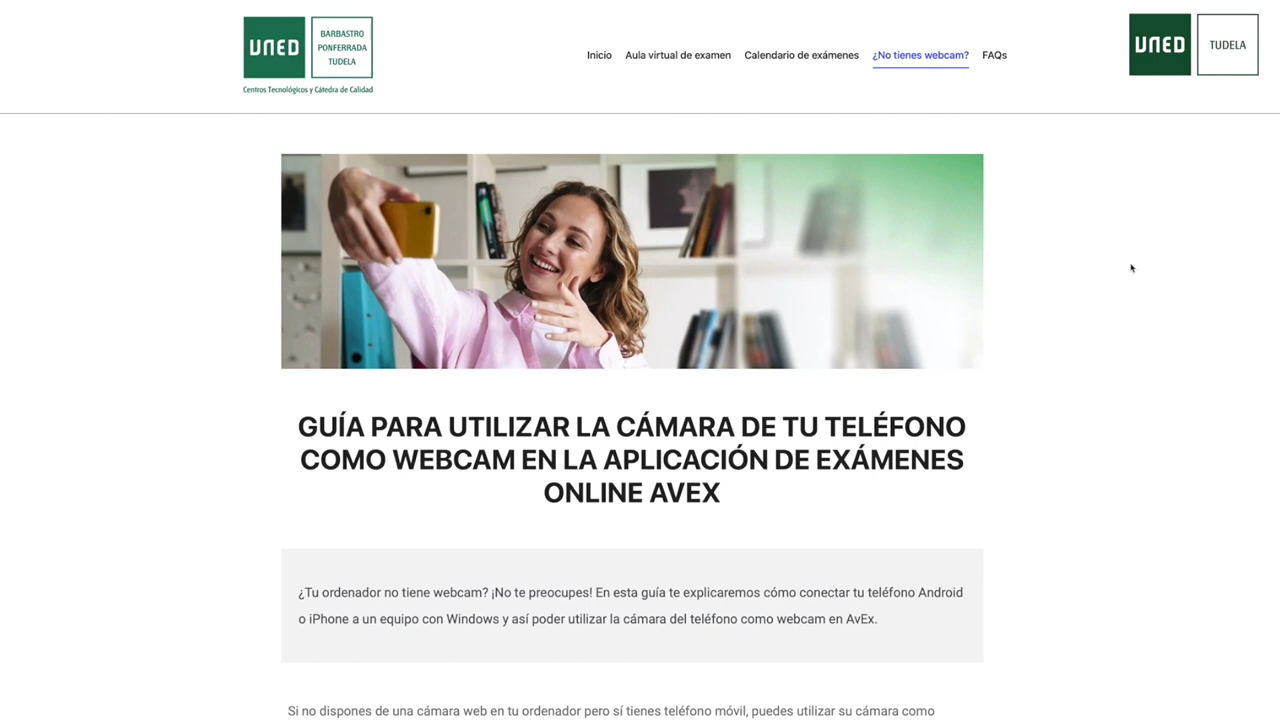 UNED
BARBASTRO
PONFERRADA
TUDELA
Centros Tecnológicos y Cátedra de Calidad
Inicio Aula virtual de examen Calendario de exámenes ¿No tienes webcam? FAQs
UNED TUDELA
GUÍA PARA UTILIZAR LA CÁMARA DE TU TELÉFONO
COMO WEBCAM EN LA APLICACIÓN DE EXÁMENES
ONLINE AVEX
¿Tu ordenador no tiene webcam? ¡No te preocupes! En esta guía te explicaremos cómo conectar tu teléfono Android
o iPhone a un equipo con Windows y así poder utilizar la cámara del teléfono como webcam en AvEx.
Si no dispones de una cámara web en tu ordenador pero sí tienes teléfono móvil, puedes utilizar su cámara como